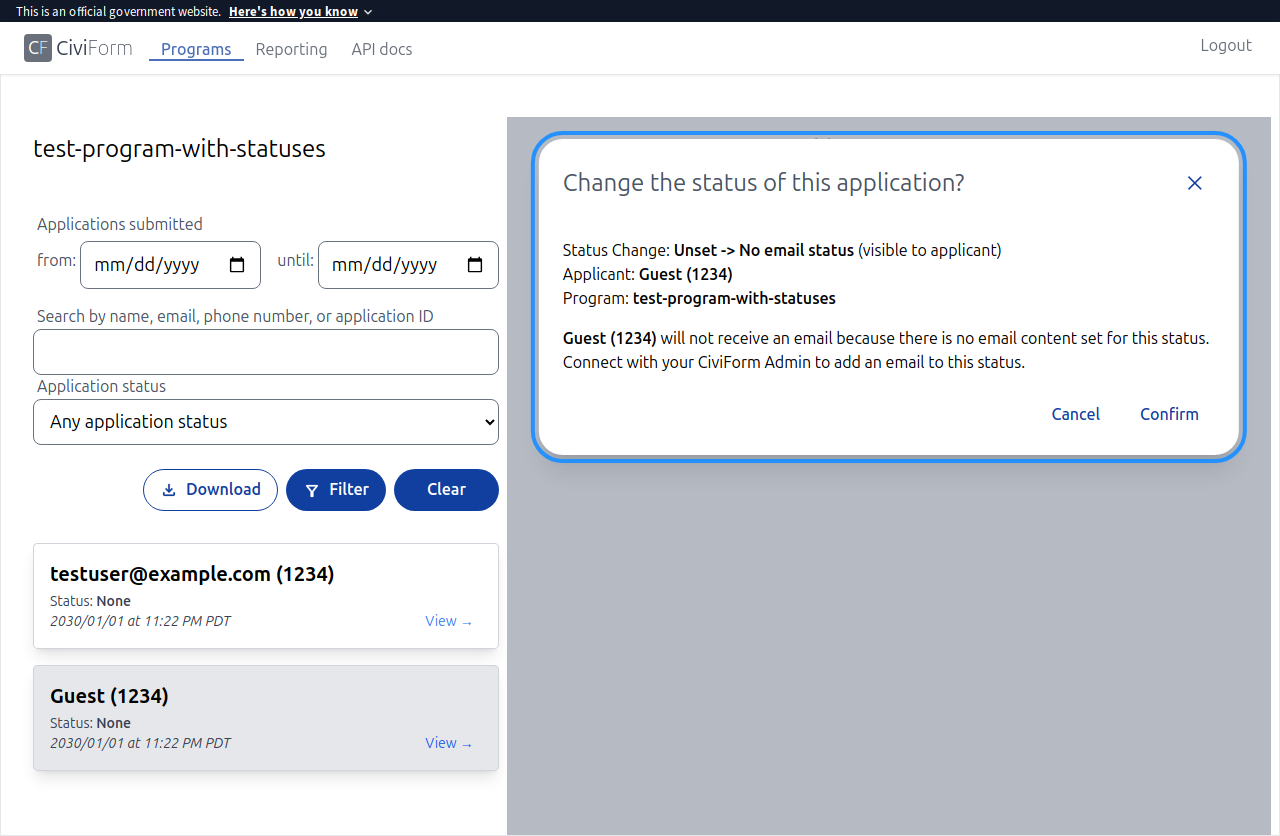 This is an official government website. Here's how you know
CF CiviForm Programs Reporting API docs Logout
test-program-with-statuses
Applications submitted
from: mm/dd/yyyy until: mm/dd/yyyy
Search by name, email, phone number, or application ID
Application status
Any application status
Download Filter Clear
testuser@example.com (1234)
Status: None
2030/01/01 at 11:22 PM PDT View →
Guest (1234)
Status: None
2030/01/01 at 11:22 PM PDT View →
Change the status of this application?
Status Change: Unset -> No email status (visible to applicant)
Applicant: Guest (1234)
Program: test-program-with-statuses
Guest (1234) will not receive an email because there is no email content set for this status.
Connect with your CiviForm Admin to add an email to this status.
Cancel Confirm